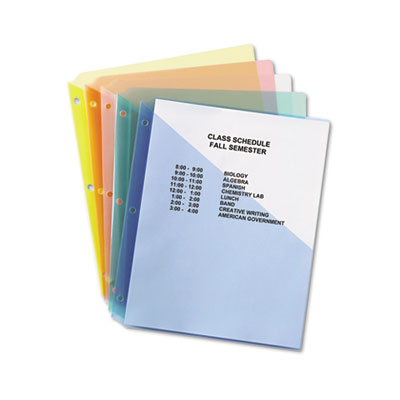 CLASS SCHEDULE
FALL SEMESTER
8:00 - 9:00 BIOLOGY
9:00 - 10:00 ALGEBRA
10:00 - 11:00 SPANISH
11:00 - 12:00 CHEMISTRY LAB
12:00 - 1:00 LUNCH
1:00 - 2:00 BAND
2:00 - 3:00 CREATIVE WRITING
3:00 - 4:00 AMERICAN GOVERNMENT